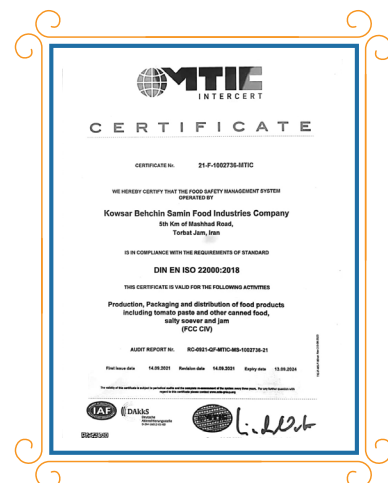 MTIC
INTERCERT
CERTIFICATE
CERTIFICATE Nr. 21-F-1002736-MTIC
WE HEREBY CERTIFY THAT THE FOOD SAFETY MANAGEMENT SYSTEM
OPERATED BY
Kowsar Behchin Samin Food Industries Company
5th Km of Mashhad Road,
Torbat Jam, Iran
IS IN COMPLIANCE WITH THE REQUIREMENTS OF STANDARD
DIN EN ISO 22000:2018
THIS CERTIFICATE IS VALID FOR THE FOLLOWING ACTIVITIES
Production, Packaging and distribution of food products
including tomato paste and other canned food,
salty soever and jam
(FCC CIV)
AUDIT REPORT Nr. RC-0921-QF-MTIC-MS-1002736-21
First issue date 14.09.2021 Revision date 14.09.2021 Expiry date 13.09.2024
IAF
DAkkS
Deutsche
Akkreditierungsstelle